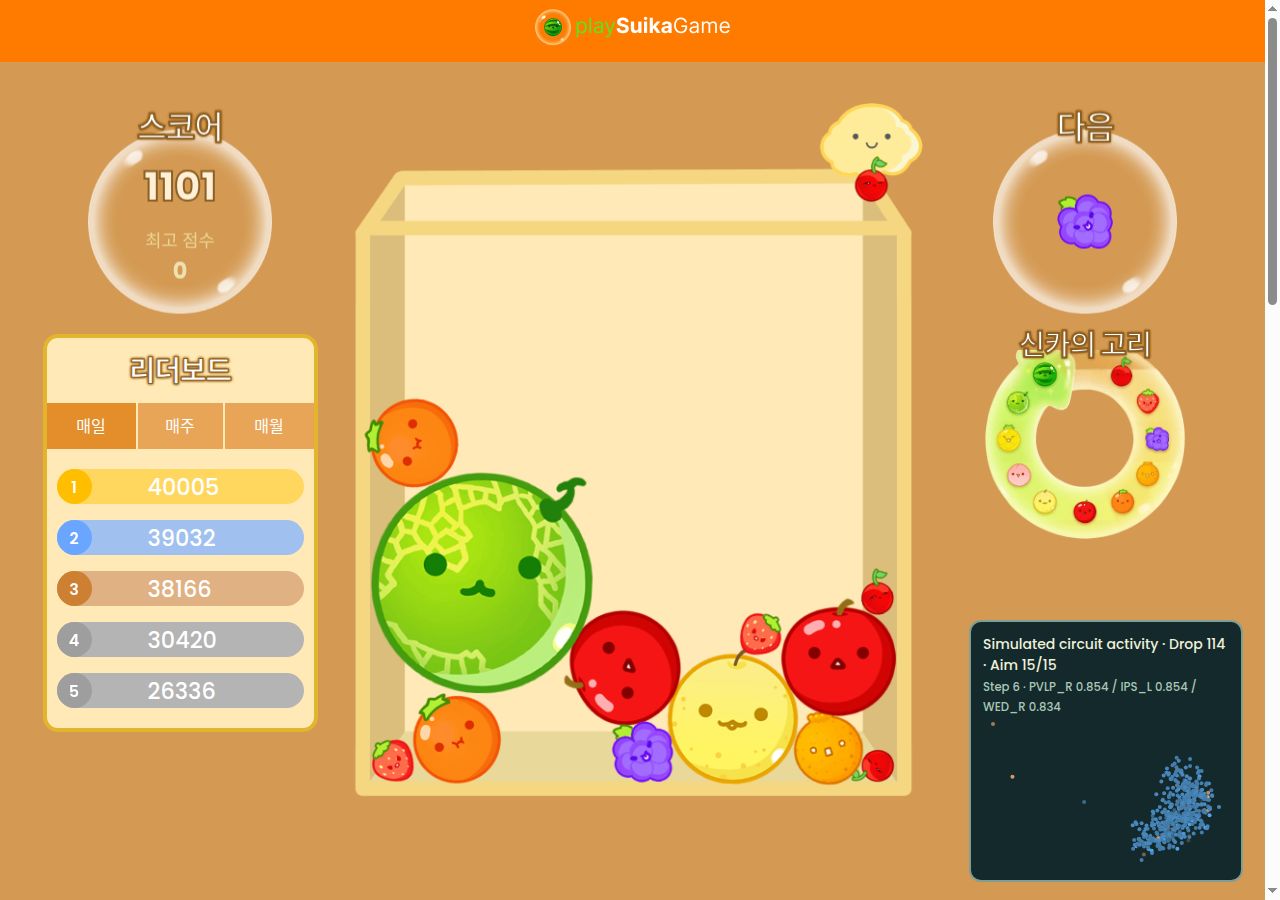 playSuikaGame
스코어
1101
최고 점수
0
리더보드
매일 매주 매월
1 40005
2 39032
3 38166
4 30420
5 26336
다음
신카의 고리
Simulated circuit activity · Drop 114
· Aim 15/15
Step 6 · PVLP_R 0.854 / IPS_L 0.854 /
WED_R 0.834